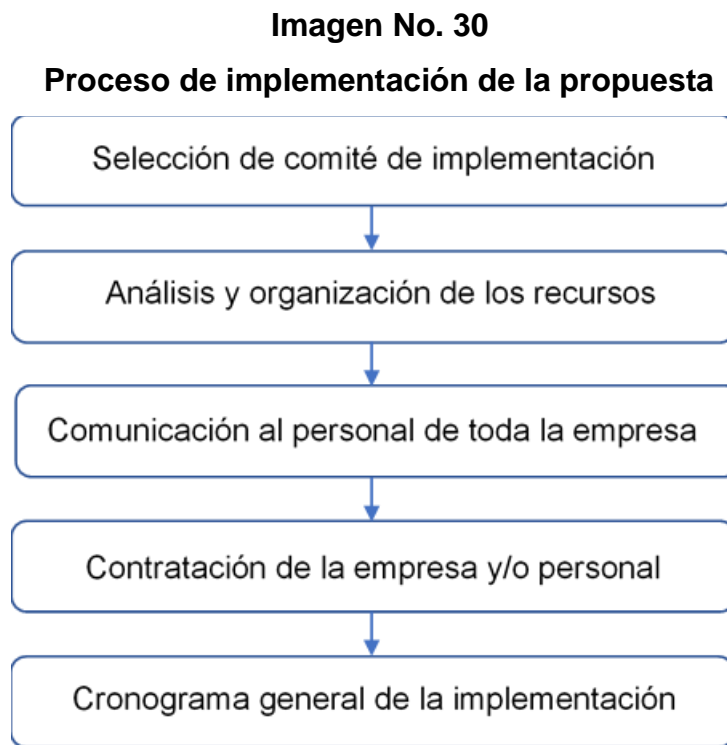 Imagen No. 30
Proceso de implementación de la propuesta
Selección de comité de implementación
Análisis y organización de los recursos
Comunicación al personal de toda la empresa
Contratación de la empresa y/o personal
Cronograma general de la implementación